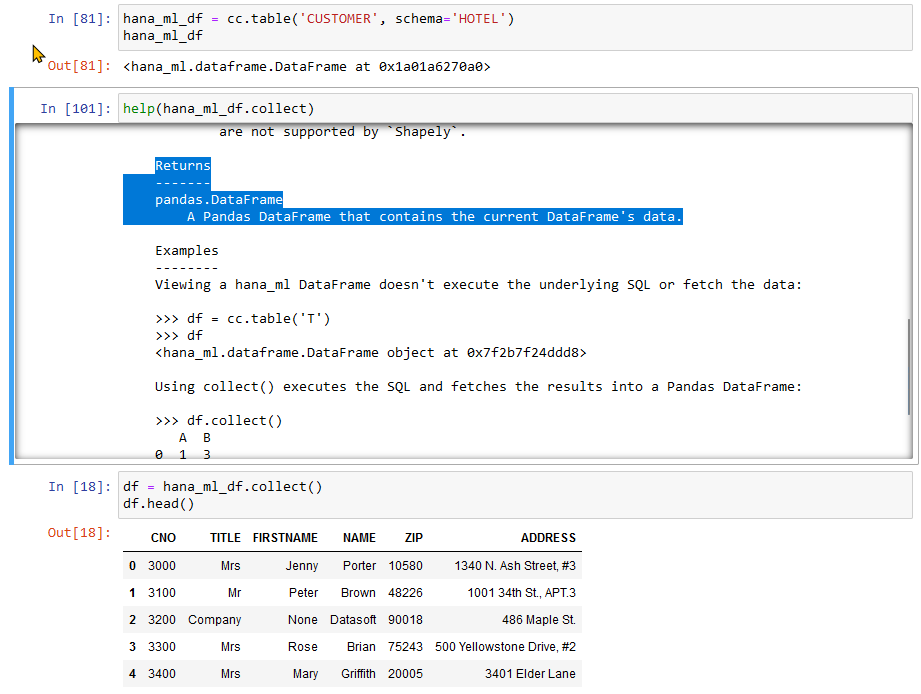 In [81]: hana_ml_df = cc.table('CUSTOMER', schema='HOTEL')
hana_ml_df
Out[81]: <hana_ml.dataframe.DataFrame at 0x1a01a6270a0>
In [101]: help(hana_ml_df.collect)
are not supported by `Shapely`.
Returns
-------
pandas.DataFrame
A Pandas DataFrame that contains the current DataFrame's data.
Examples
--------
Viewing a hana_ml DataFrame doesn't execute the underlying SQL or fetch the data:
>>> df = cc.table('T')
>>> df
<hana_ml.dataframe.DataFrame object at 0x7f2b7f24ddd8>
Using collect() executes the SQL and fetches the results into a Pandas DataFrame:
>>> df.collect()
A B
0 1 3
In [18]: df = hana_ml_df.collect()
df.head()
Out[18]:
CNO TITLE FIRSTNAME NAME ZIP ADDRESS
0 3000 Mrs Jenny Porter 10580 1340 N. Ash Street, #3
1 3100 Mr Peter Brown 48226 1001 34th St., APT.3
2 3200 Company None Datasoft 90018 486 Maple St.
3 3300 Mrs Rose Brian 75243 500 Yellowstone Drive, #2
4 3400 Mrs Mary Griffith 20005 3401 Elder Lane